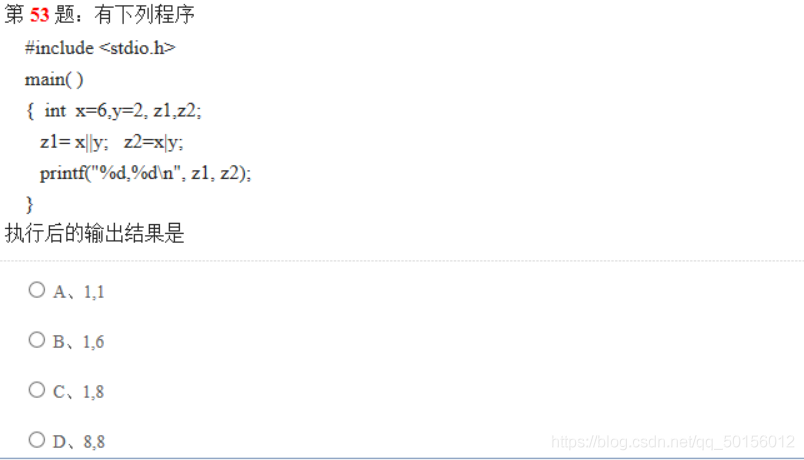 第 53 题：有下列程序
#include <stdio.h>
main( )
{ int x=6,y=2, z1,z2;
z1= x||y; z2=x|y;
printf("%d,%d\n", z1, z2);
}
执行后的输出结果是
A、1,1
B、1,6
C、1,8
D、8,8
https://blog.csdn.net/qq_50156012